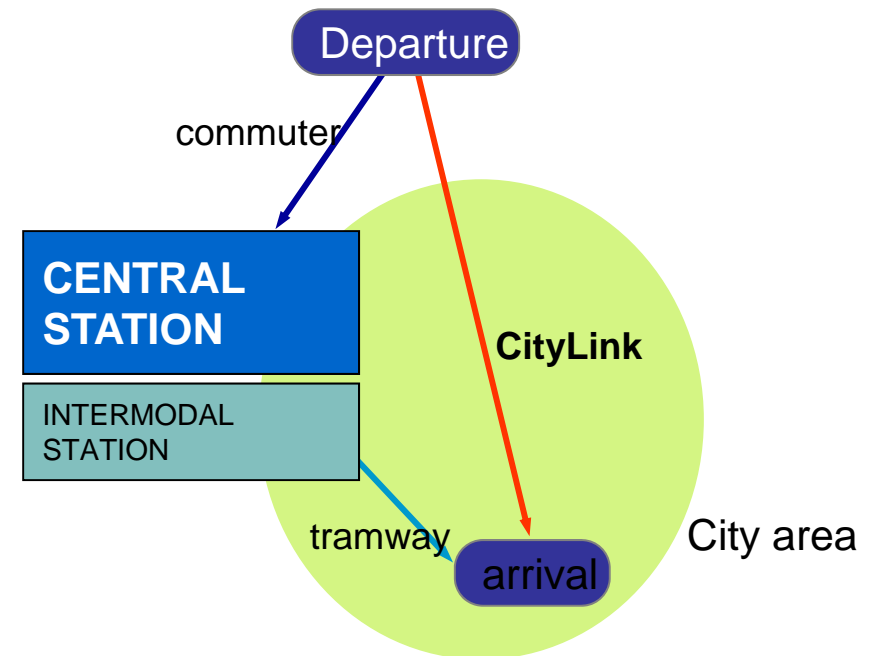 Departure
commuter
CENTRAL
STATION
CityLink
INTERMODAL
STATION
tramway
City area
arrival